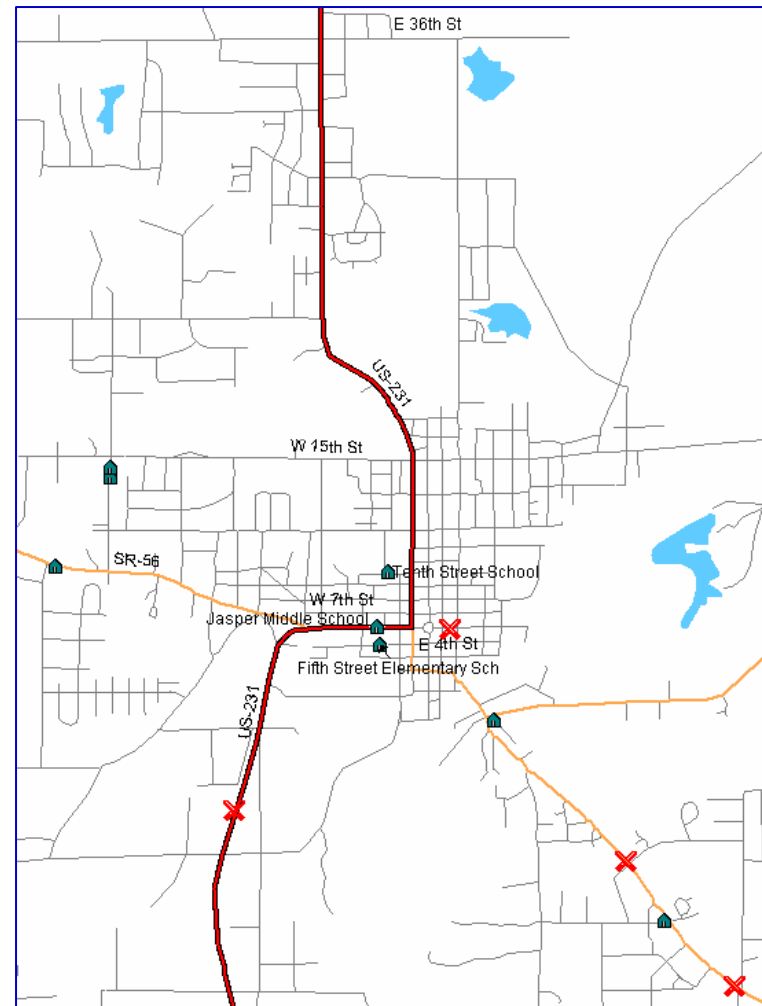 E 36th St
US-231
W 15th St
SR-56
Tenth Street School
W 7th St
Jasper Middle School
E 4th St
Fifth Street Elementary Sch
US-231